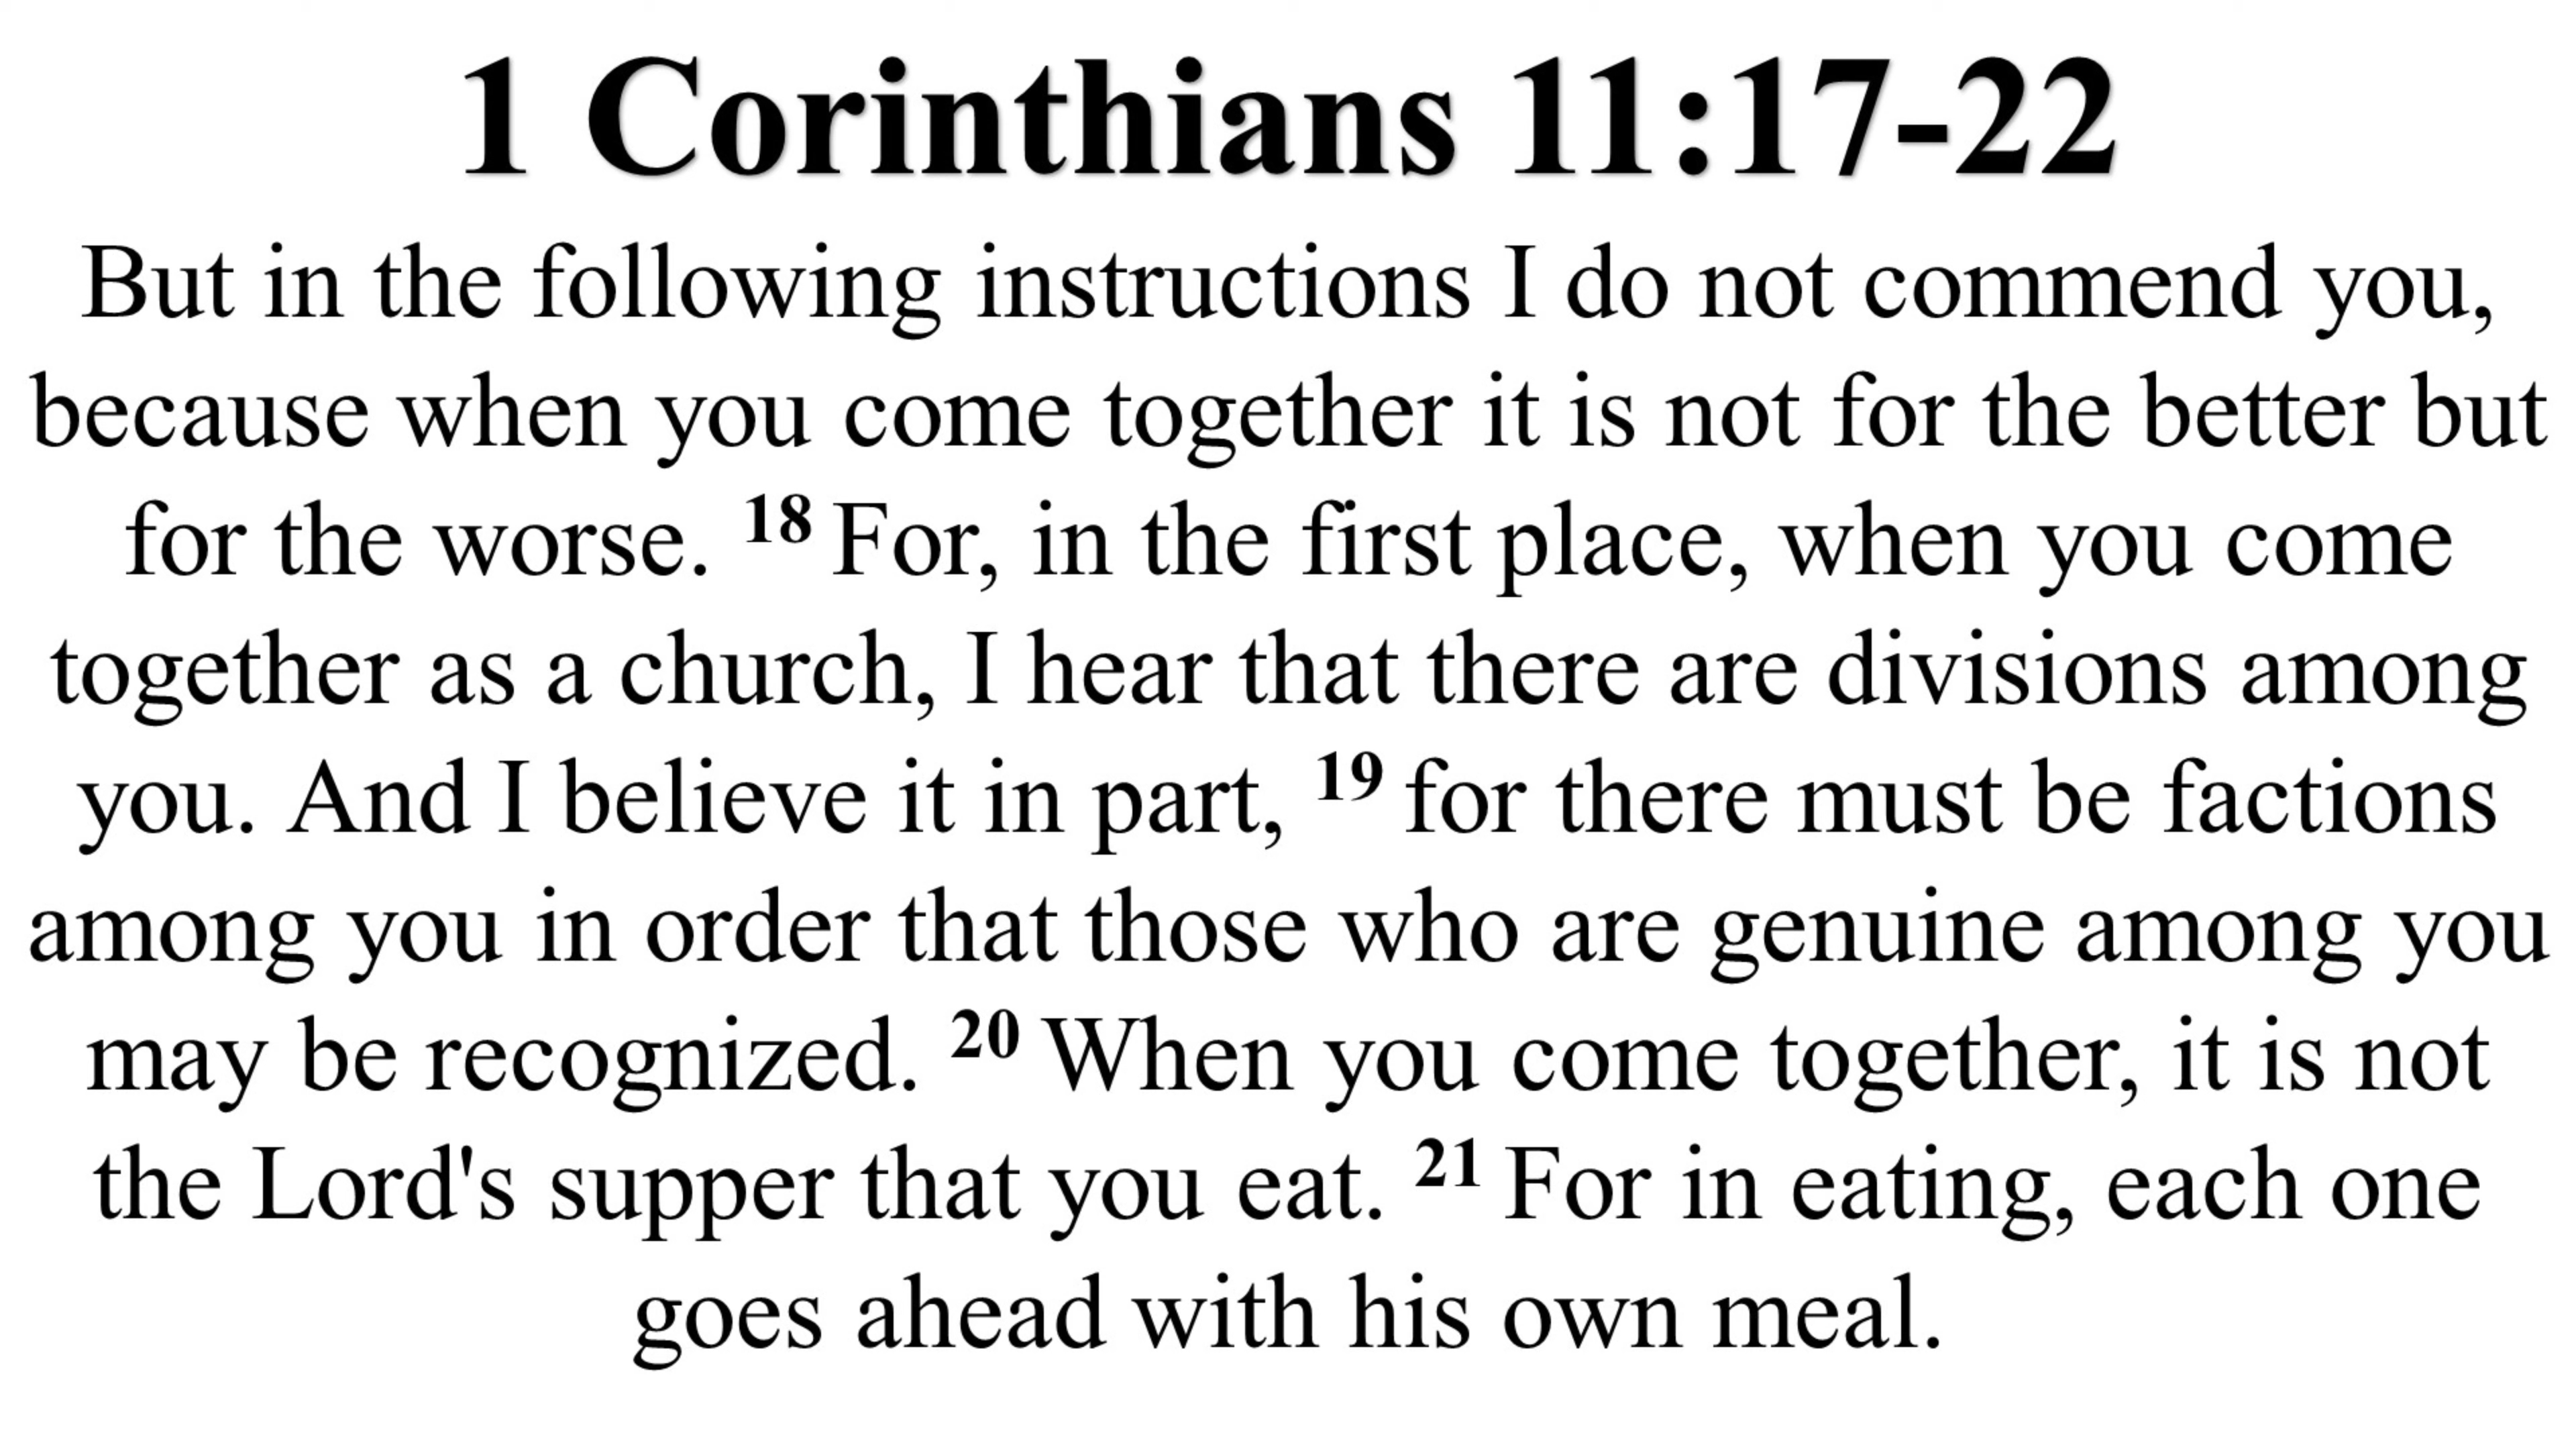 1 Corinthians 11:17-22
But in the following instructions I do not commend you,
because when you come together it is not for the better but
for the worse. 18 For, in the first place, when you come
together as a church, I hear that there are divisions among
you. And I believe it in part, 19 for there must be factions
among you in order that those who are genuine among you
may be recognized. 20 When you come together, it is not
the Lord's supper that you eat. 21 For in eating, each one
goes ahead with his own meal.